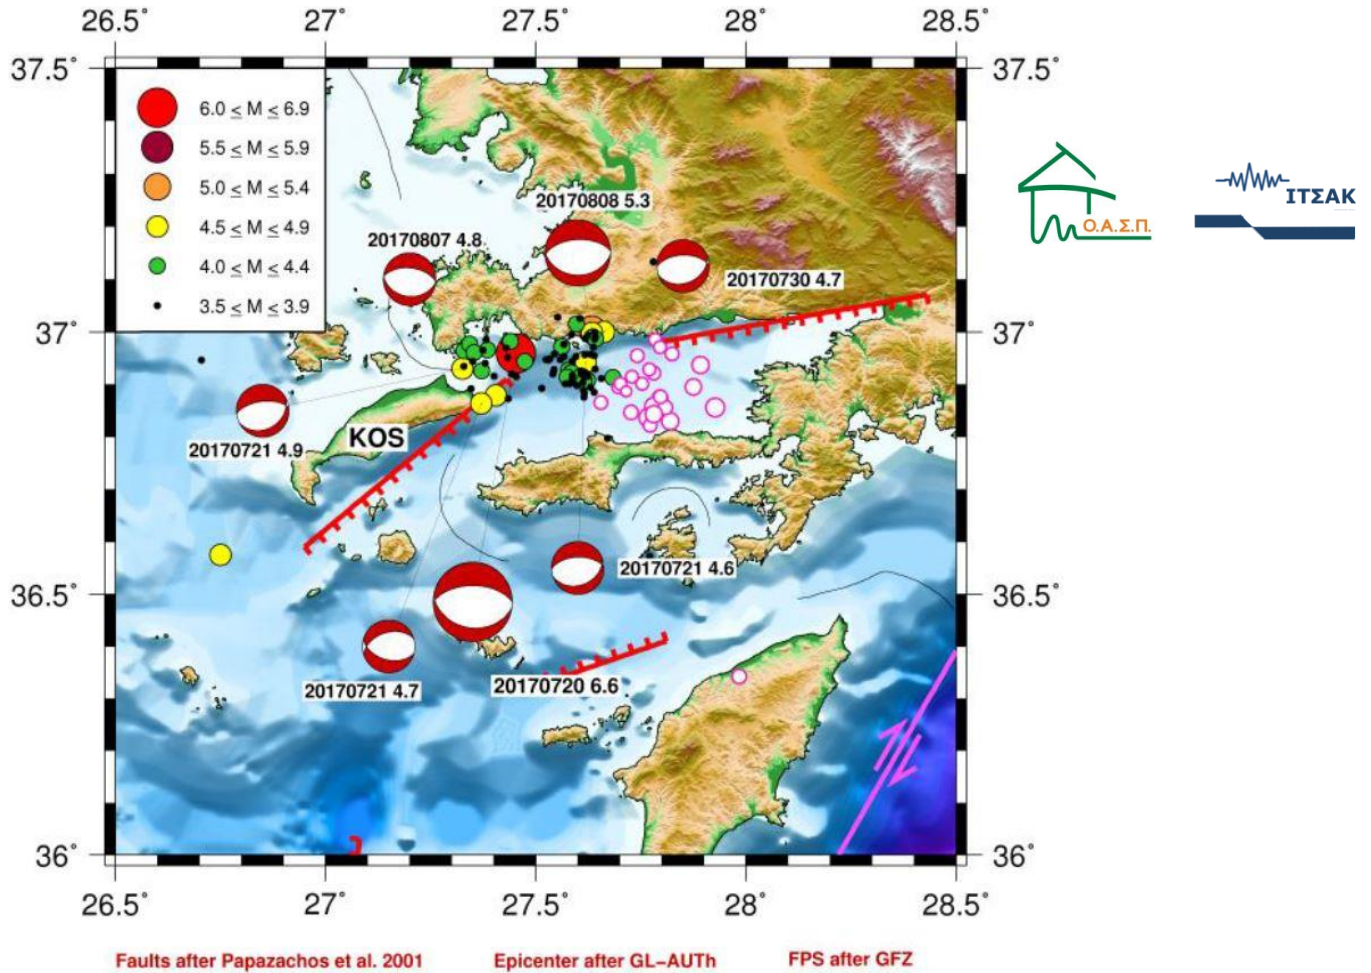 26.5° 27° 27.5° 28° 28.5°
37.5° 37.5°
6.0 ≤ M ≤ 6.9
5.5 ≤ M ≤ 5.9
5.0 ≤ M ≤ 5.4
4.5 ≤ M ≤ 4.9
4.0 ≤ M ≤ 4.4
3.5 ≤ M ≤ 3.9
Ο.Α.Σ.Π.
ΙΤΣΑΚ
20170808 5.3
20170807 4.8
20170730 4.7
37° 37°
KOS
20170721 4.9
20170721 4.6
36.5° 36.5°
20170721 4.7
20170720 6.6
36° 36°
26.5° 27° 27.5° 28° 28.5°
Faults after Papazachos et al. 2001 Epicenter after GL-AUTh FPS after GFZ